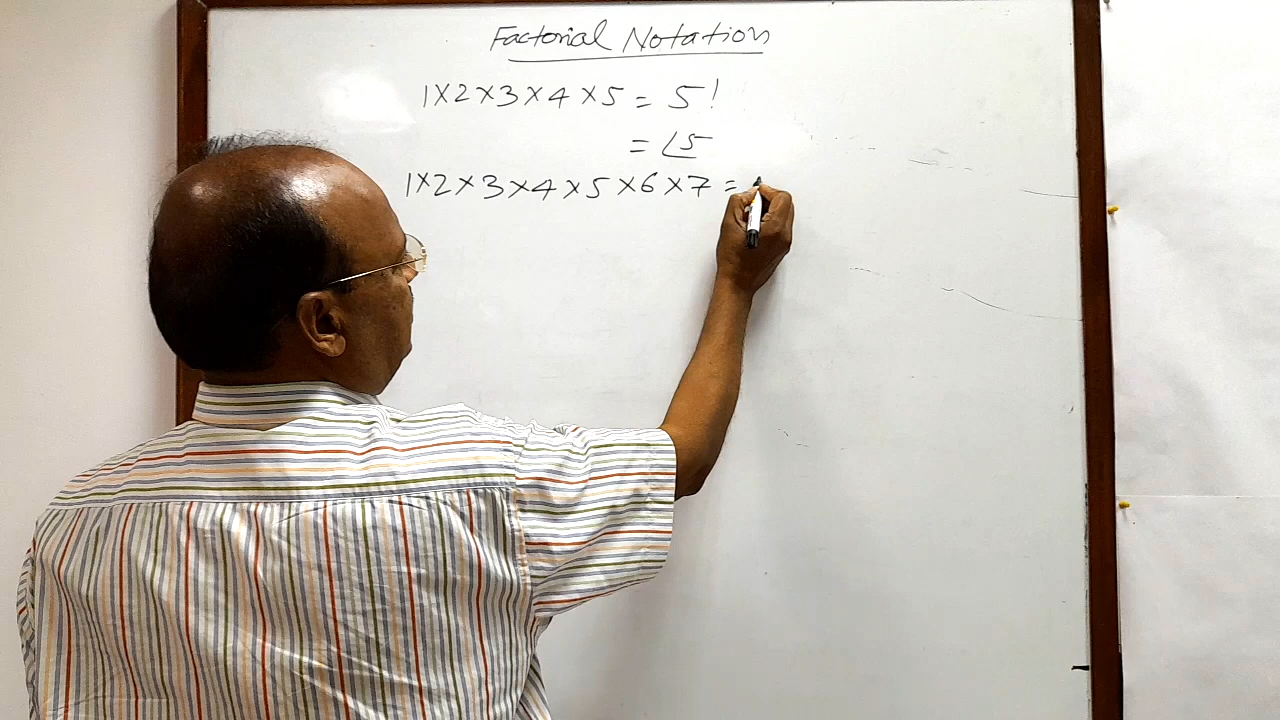 Factorial Notation
1×2×3×4×5 = 5!
= ⌊5
1×2×3×4×5×6×7 =